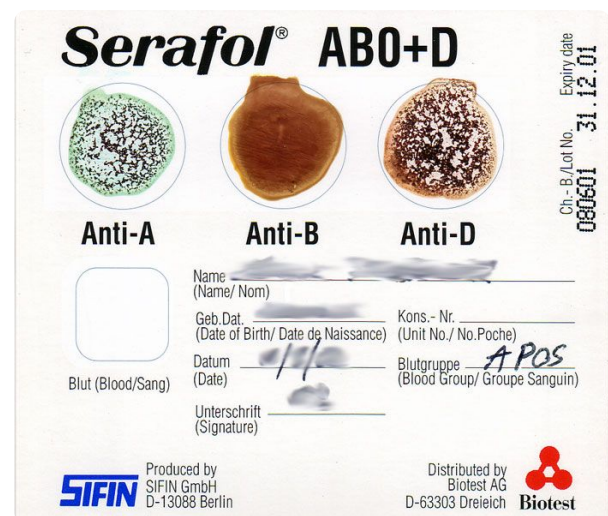 Serafol® ABO+D
Anti-A Anti-B Anti-D
Ch.- B./Lot No. Expiry date
080601 31.12.01
Name
(Name/ Nom)
Geb.Dat. Kons.- Nr.
(Date of Birth/ Date de Naissance) (Unit No./ No.Poche)
Datum Blutgruppe A POS
(Date) (Blood Group/ Groupe Sanguin)
Blut (Blood/Sang)
Unterschrift
(Signature)
SIFIN
Produced by
SIFIN GmbH
D-13088 Berlin
Distributed by
Biotest AG
D-63303 Dreieich
Biotest